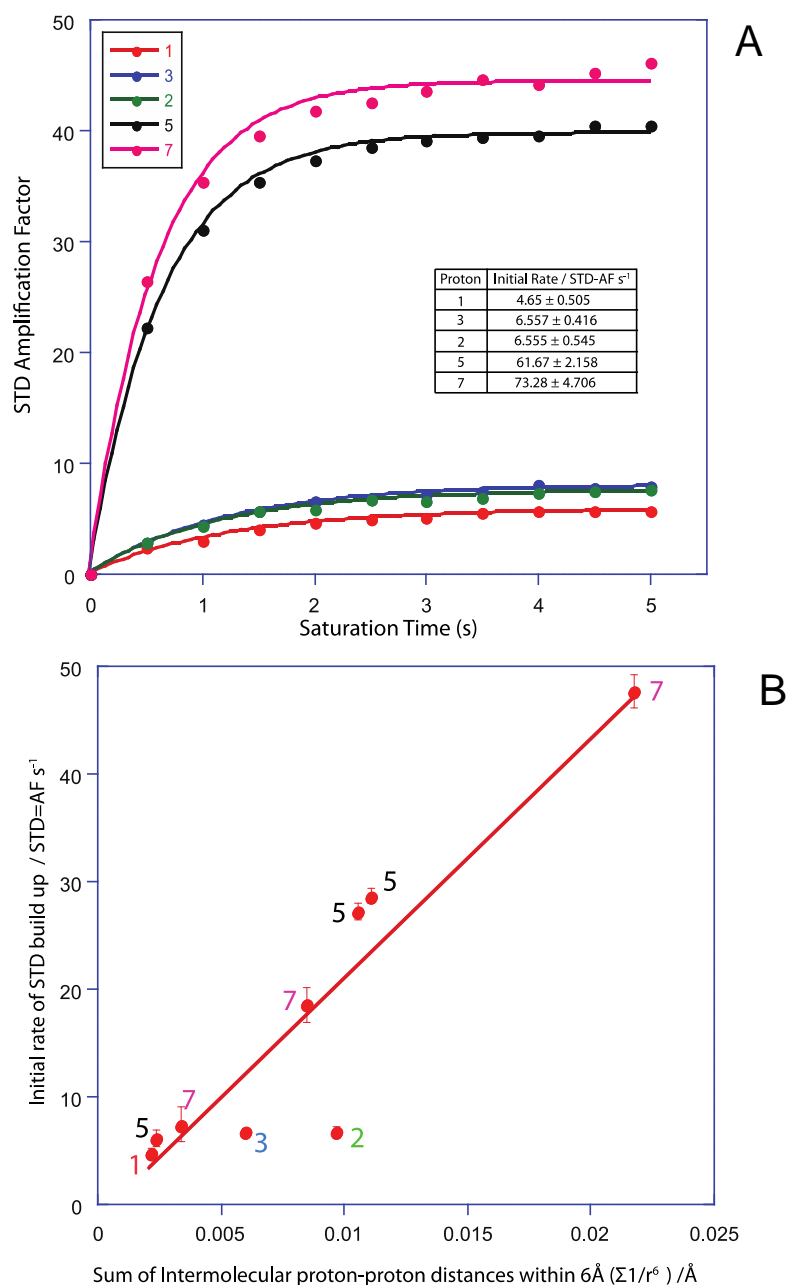 A
50
40
30
20
10
0
STD Amplification Factor
1
3
2
5
7
Proton Initial Rate / STD-AF s⁻¹
1 4.65 ± 0.505
3 6.557 ± 0.416
2 6.555 ± 0.545
5 61.67 ± 2.158
7 73.28 ± 4.706
0 1 2 3 4 5
Saturation Time (s)
B
50
40
30
20
10
0
Initial rate of STD build up / STD=AF s⁻¹
7
5
5
7
7
5
1
3
2
0 0.005 0.01 0.015 0.02 0.025
Sum of Intermolecular proton-proton distances within 6Å (Σ1/r⁶ ) /Å